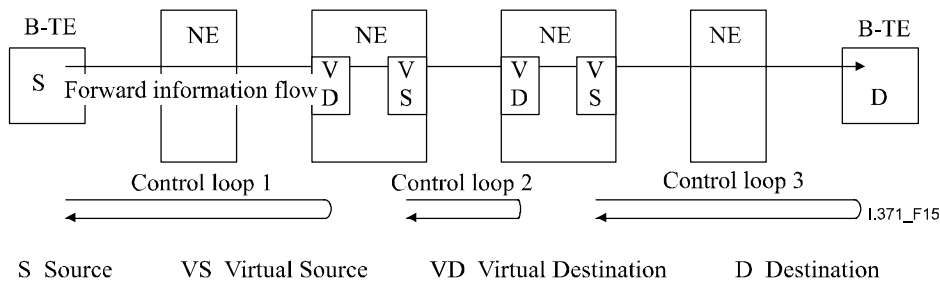 B-TE B-TE
NE NE NE NE
S V D V S V D V S D
Forward information flow
Control loop 1 Control loop 2 Control loop 3
I.371_F15
S Source VS Virtual Source VD Virtual Destination D Destination